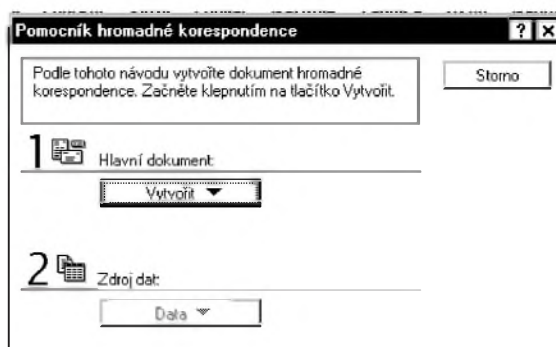 Pomocník hromadné korespondence
Podle tohoto návodu vytvořte dokument hromadné
korespondence. Začněte klepnutím na tlačítko Vytvořit.
Storno
1 Hlavní dokument:
Vytvořit
2 Zdroj dat:
Data